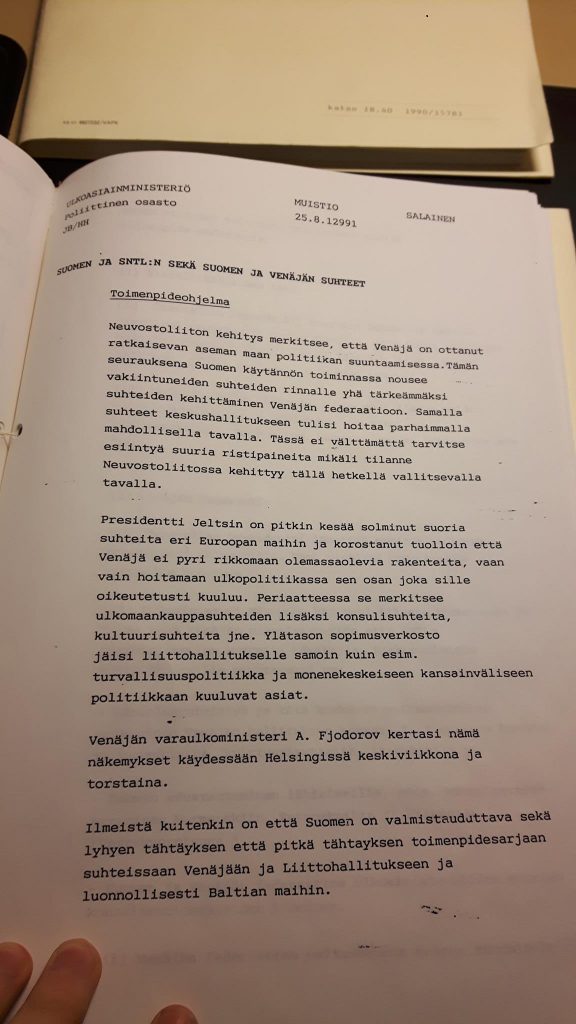 katso 18.60 1990/15781
ULKOASIAINMINISTERIÖ
Poliittinen osasto
JB/HH
MUISTIO
25.8.12991
SALAINEN
SUOMEN JA SNTL:N SEKÄ SUOMEN JA VENÄJÄN SUHTEET
Toimenpideohjelma
Neuvostoliiton kehitys merkitsee, että Venäjä on ottanut
ratkaisevan aseman maan politiikan suuntaamisessa.Tämän
seurauksena Suomen käytännön toiminnassa nousee
vakiintuneiden suhteiden rinnalle yhä tärkeämmäksi
suhteiden kehittäminen Venäjän federaatioon. Samalla
suhteet keskushallitukseen tulisi hoitaa parhaimmalla
mahdollisella tavalla. Tässä ei välttämättä tarvitse
esiintyä suuria ristipaineita mikäli tilanne
Neuvostoliitossa kehittyy tällä hetkellä vallitsevalla
tavalla.
Presidentti Jeltsin on pitkin kesää solminut suoria
suhteita eri Euroopan maihin ja korostanut tuolloin että
Venäjä ei pyri rikkomaan olemassaolevia rakenteita, vaan
vain hoitamaan ulkopolitiikassa sen osan joka sille
oikeutetusti kuuluu. Periaatteessa se merkitsee
ulkomaankauppasuhteiden lisäksi konsulisuhteita,
kultuurisuhteita jne. Ylätason sopimusverkosto
jäisi liittohallitukselle samoin kuin esim.
turvallisuuspolitiikka ja monenekeskeiseen kansainväliseen
politiikkaan kuuluvat asiat.
Venäjän varaulkoministeri A. Fjodorov kertasi nämä
näkemykset käydessään Helsingissä keskiviikkona ja
torstaina.
Ilmeistä kuitenkin on että Suomen on valmistauduttava sekä
lyhyen tähtäyksen että pitkä tähtayksen toimenpidesarjaan
suhteissaan Venäjään ja Liittohallitukseen ja
luonnollisesti Baltian maihin.